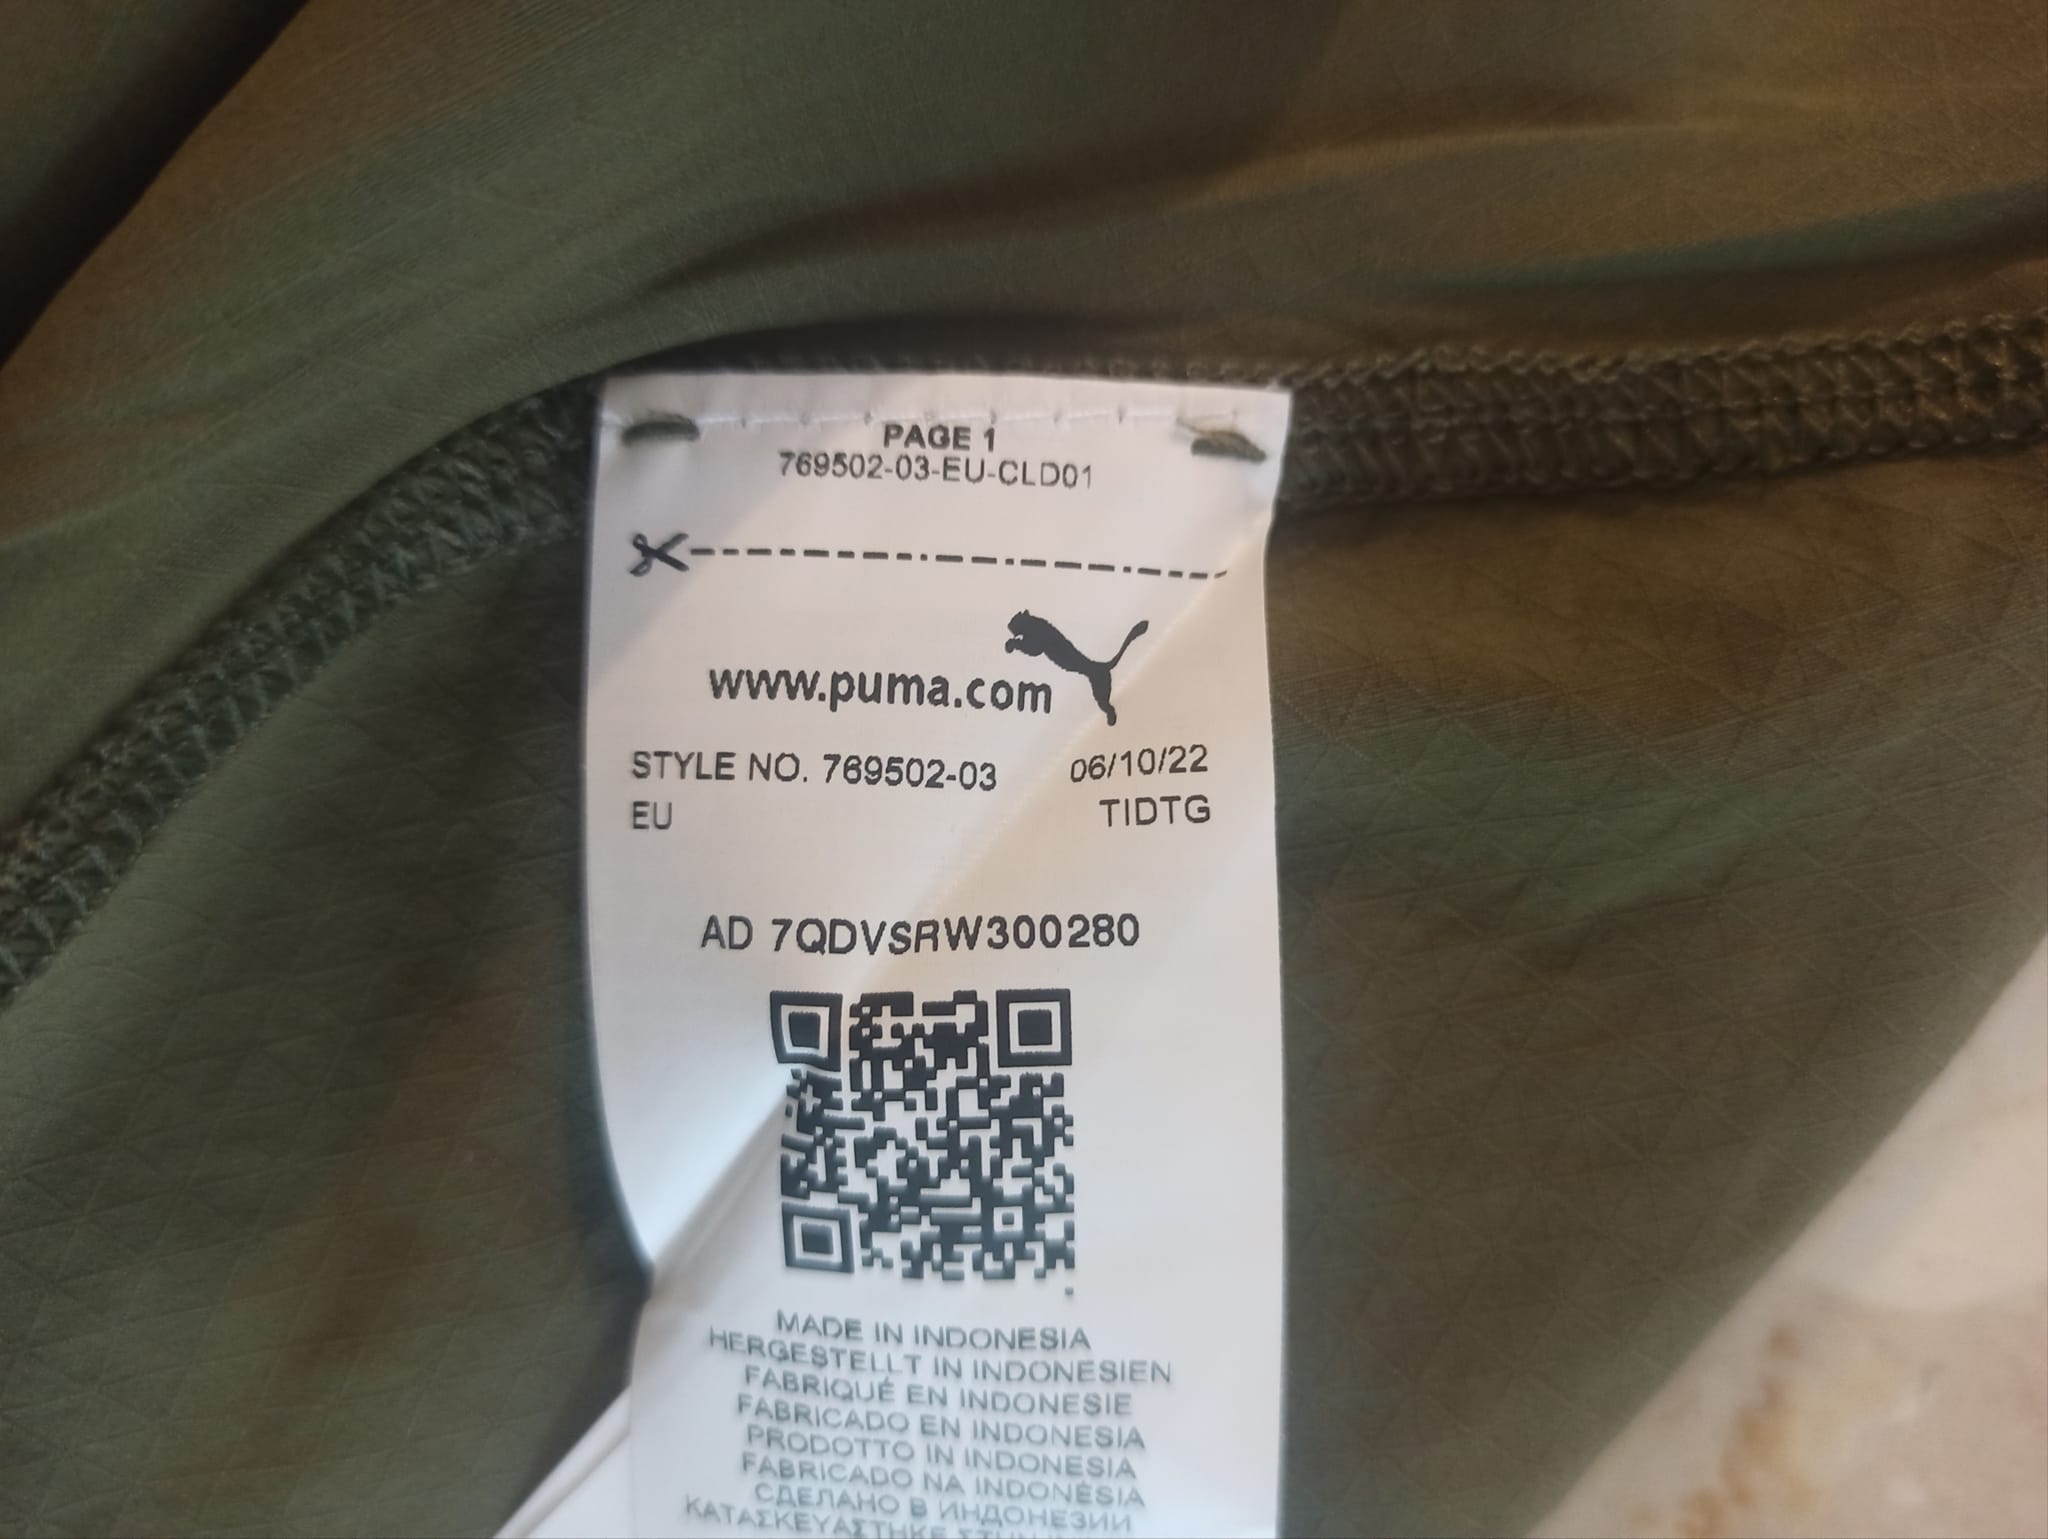 PAGE 1
769502-03-EU-CLD01
www.puma.com
STYLE NO. 769502-03 06/10/22
EU TIDTG
AD 7QDVSRW300280
MADE IN INDONESIA
HERGESTELLT IN INDONESIEN
FABRIQUÉ EN INDONESIE
FABRICADO EN INDONESIA
PRODOTTO IN INDONESIA
FABRICADO NA INDONÉSIA
СДЕЛАНО В ИНДОНЕЗИИ
ΚΑΤΑΣΚΕΥΑΣΤΗΚΕ